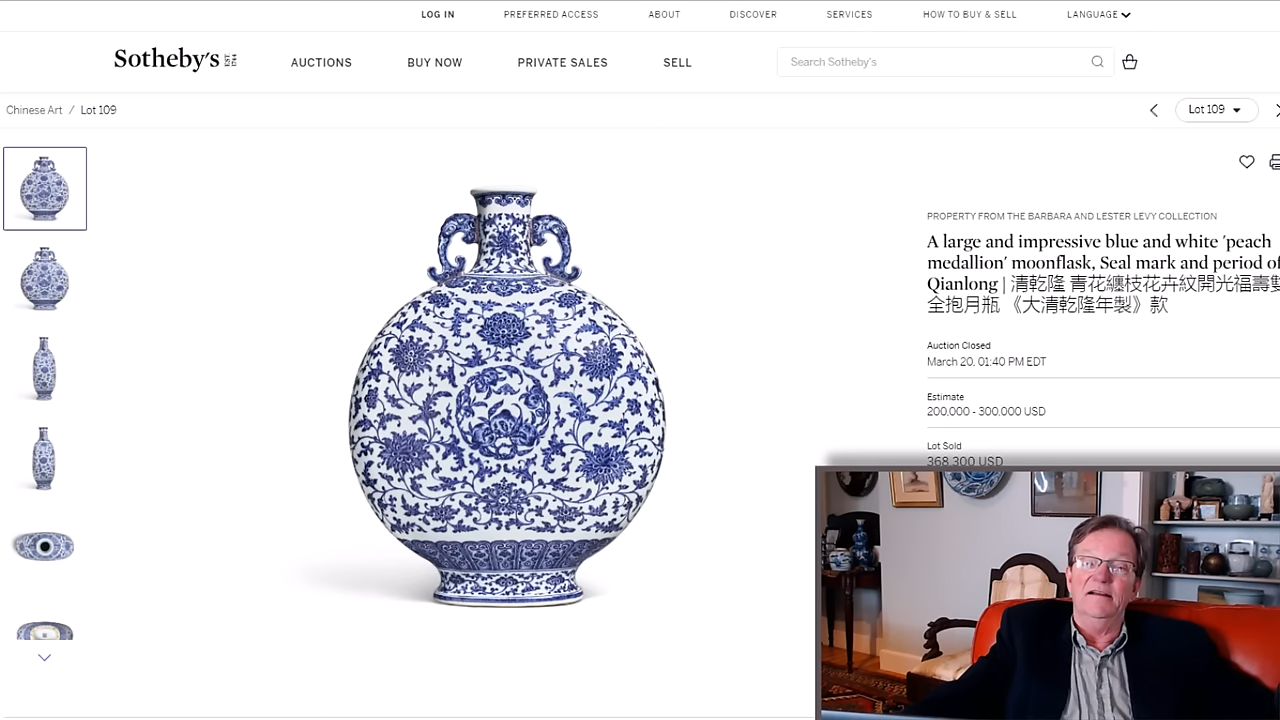 LOG IN PREFERRED ACCESS ABOUT DISCOVER SERVICES HOW TO BUY & SELL LANGUAGE
Sotheby's EST 1744 AUCTIONS BUY NOW PRIVATE SALES SELL Search Sotheby's
Chinese Art / Lot 109 Lot 109
PROPERTY FROM THE BARBARA AND LESTER LEVY COLLECTION
A large and impressive blue and white 'peach
medallion' moonflask, Seal mark and period of
Qianlong | 清乾隆 青花纏枝花卉紋開光福壽雙
全抱月瓶 《大清乾隆年製》款
Auction Closed
March 20, 01:40 PM EDT
Estimate
200,000 - 300,000 USD
Lot Sold
368,300 USD